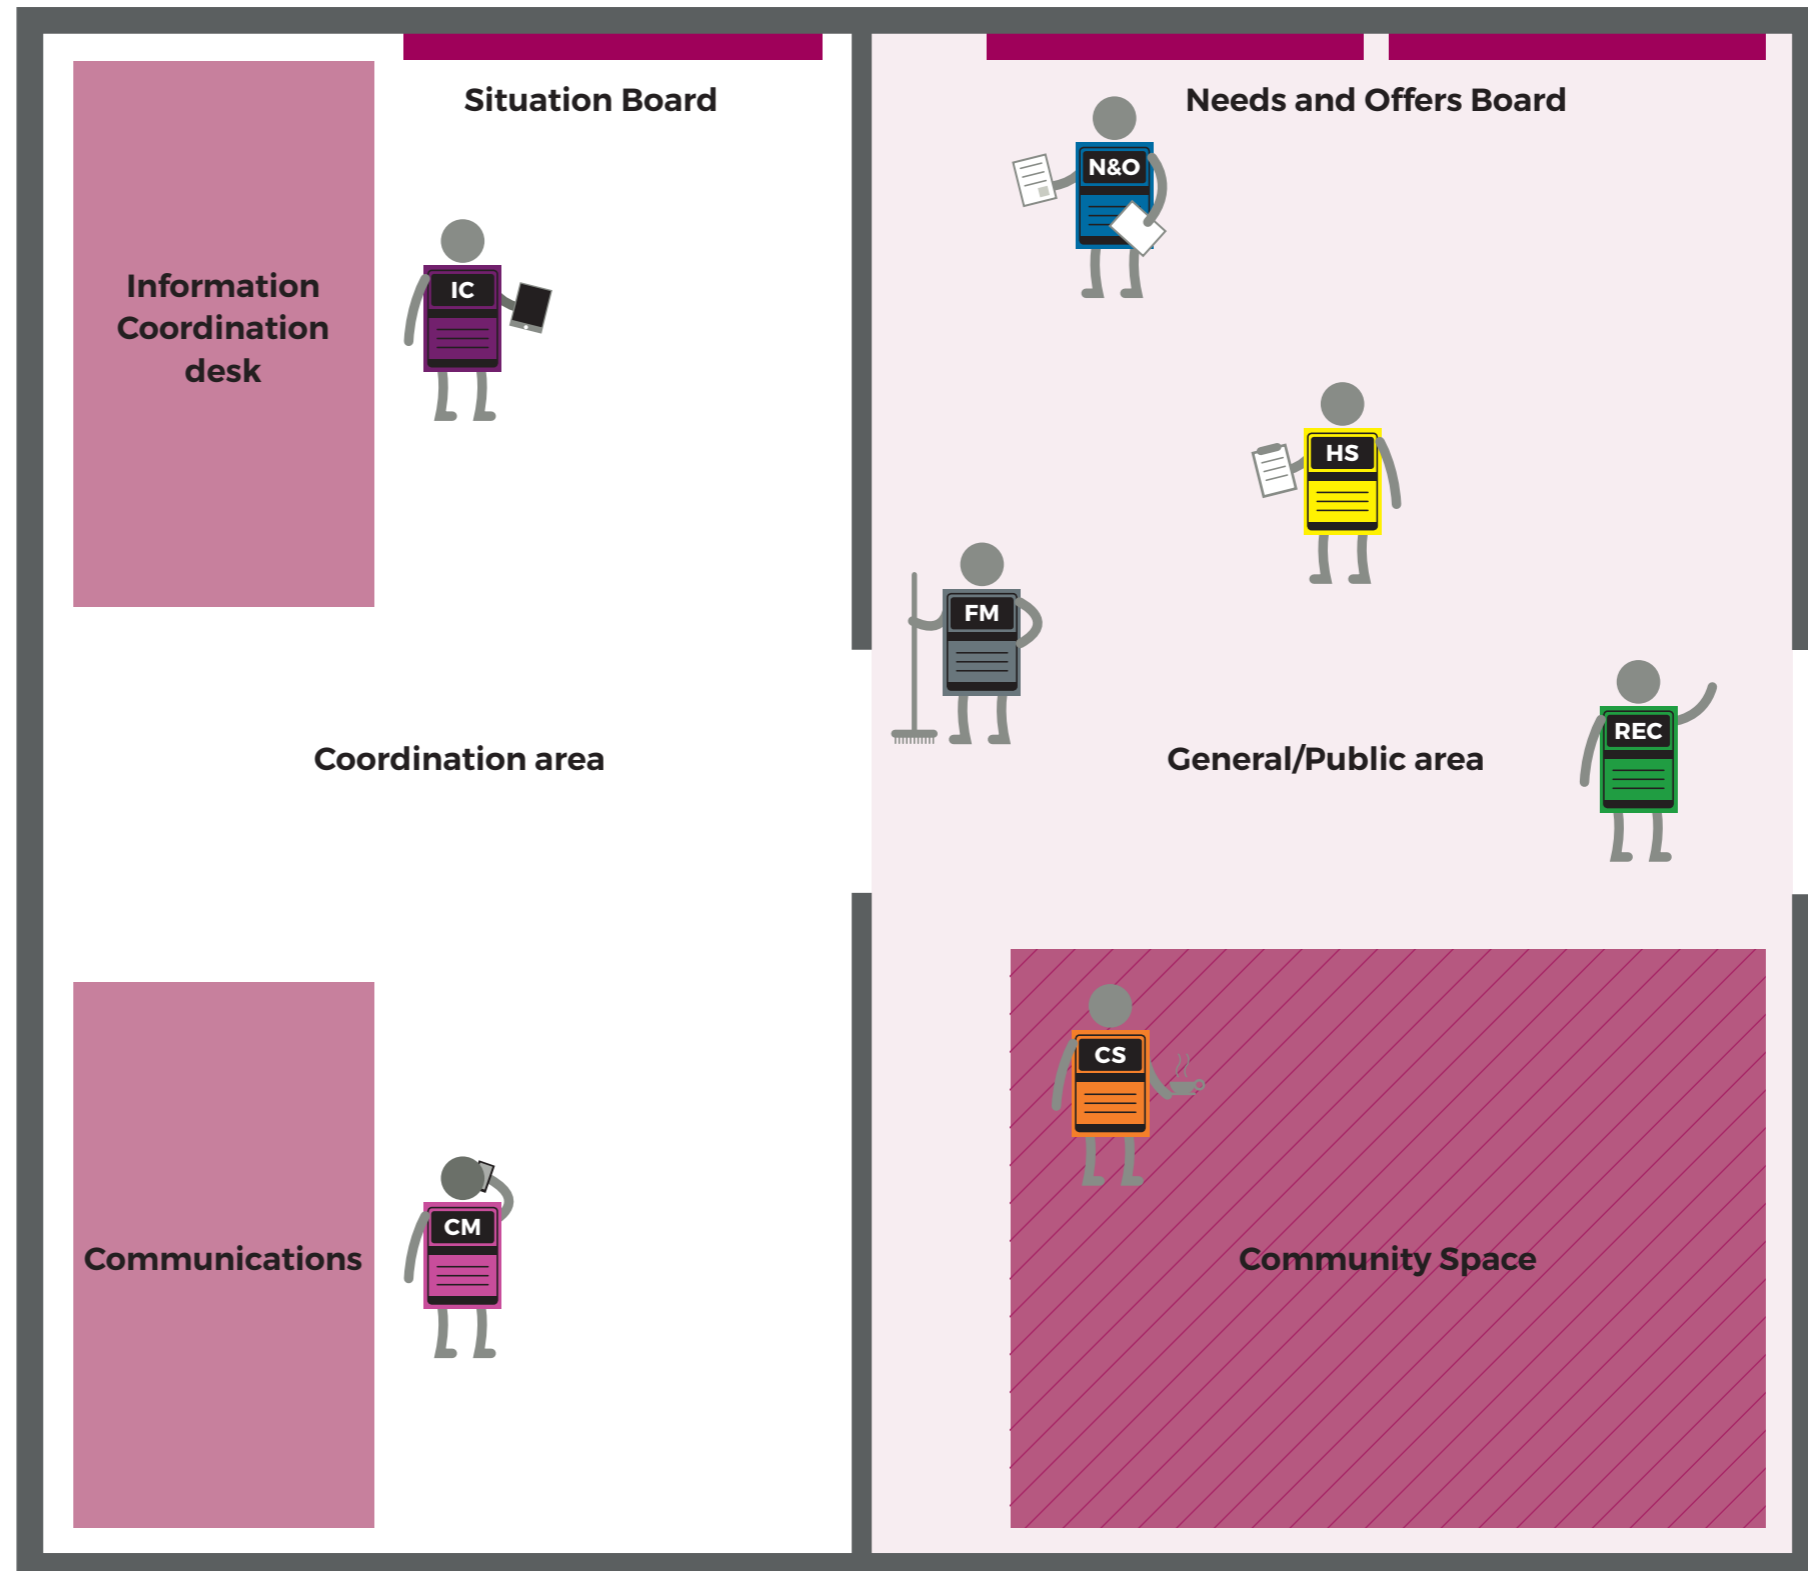 Situation Board
Needs and Offers Board
N&O
Information
Coordination
desk
IC
HS
FM
REC
Coordination area
General/Public area
CS
CM
Communications
Community Space